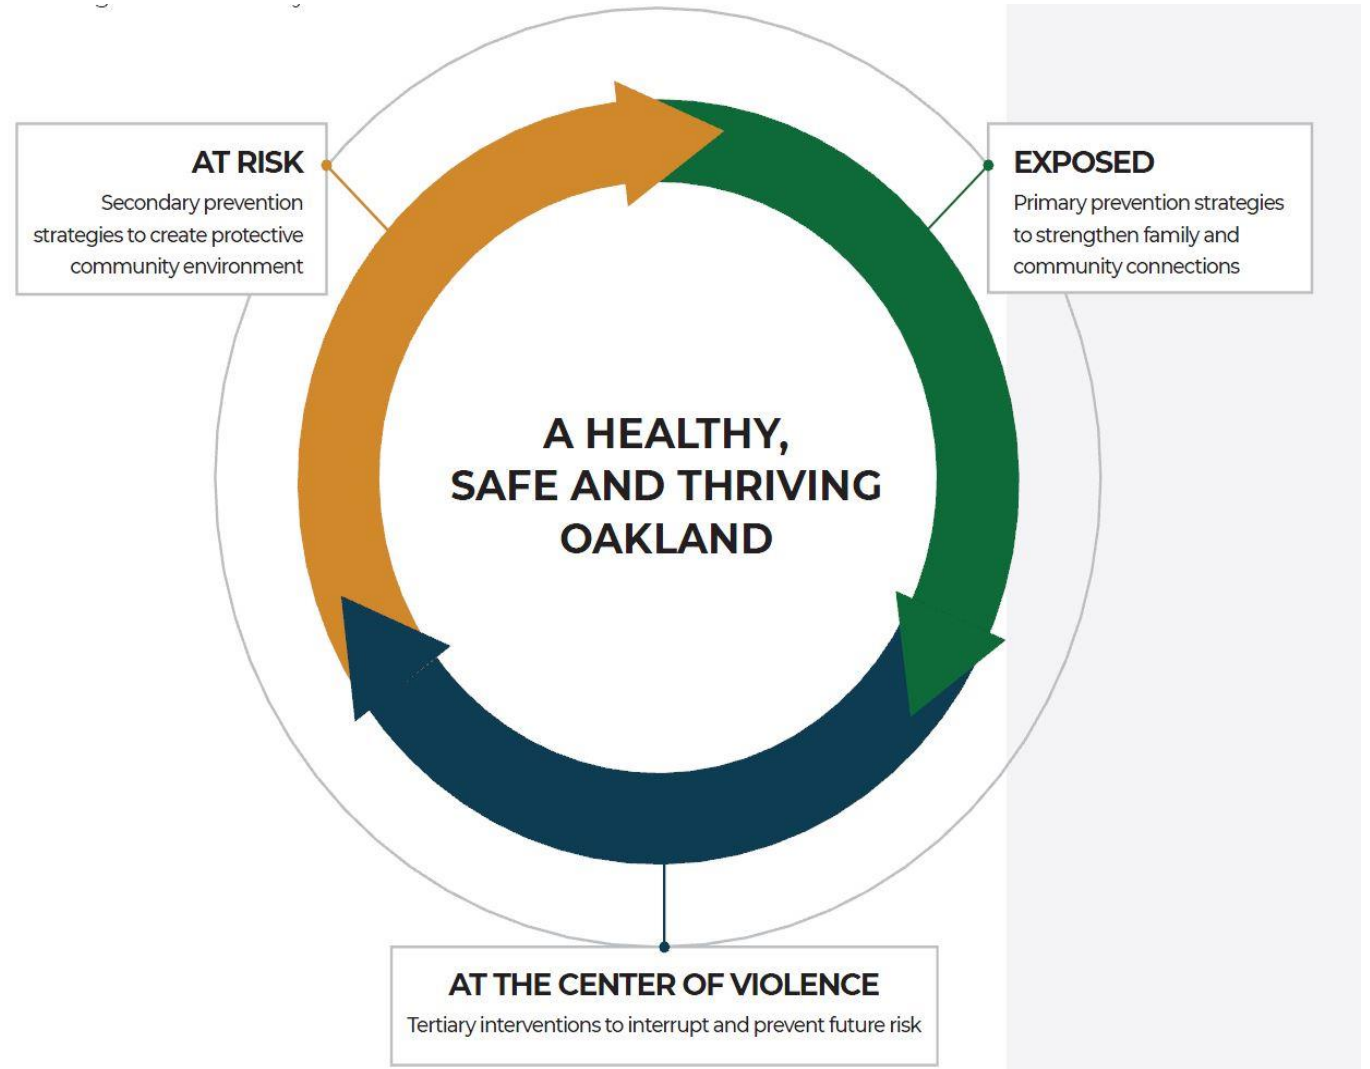 AT RISK
Secondary prevention
strategies to create protective
community environment
EXPOSED
Primary prevention strategies
to strengthen family and
community connections
A HEALTHY,
SAFE AND THRIVING
OAKLAND
AT THE CENTER OF VIOLENCE
Tertiary interventions to interrupt and prevent future risk